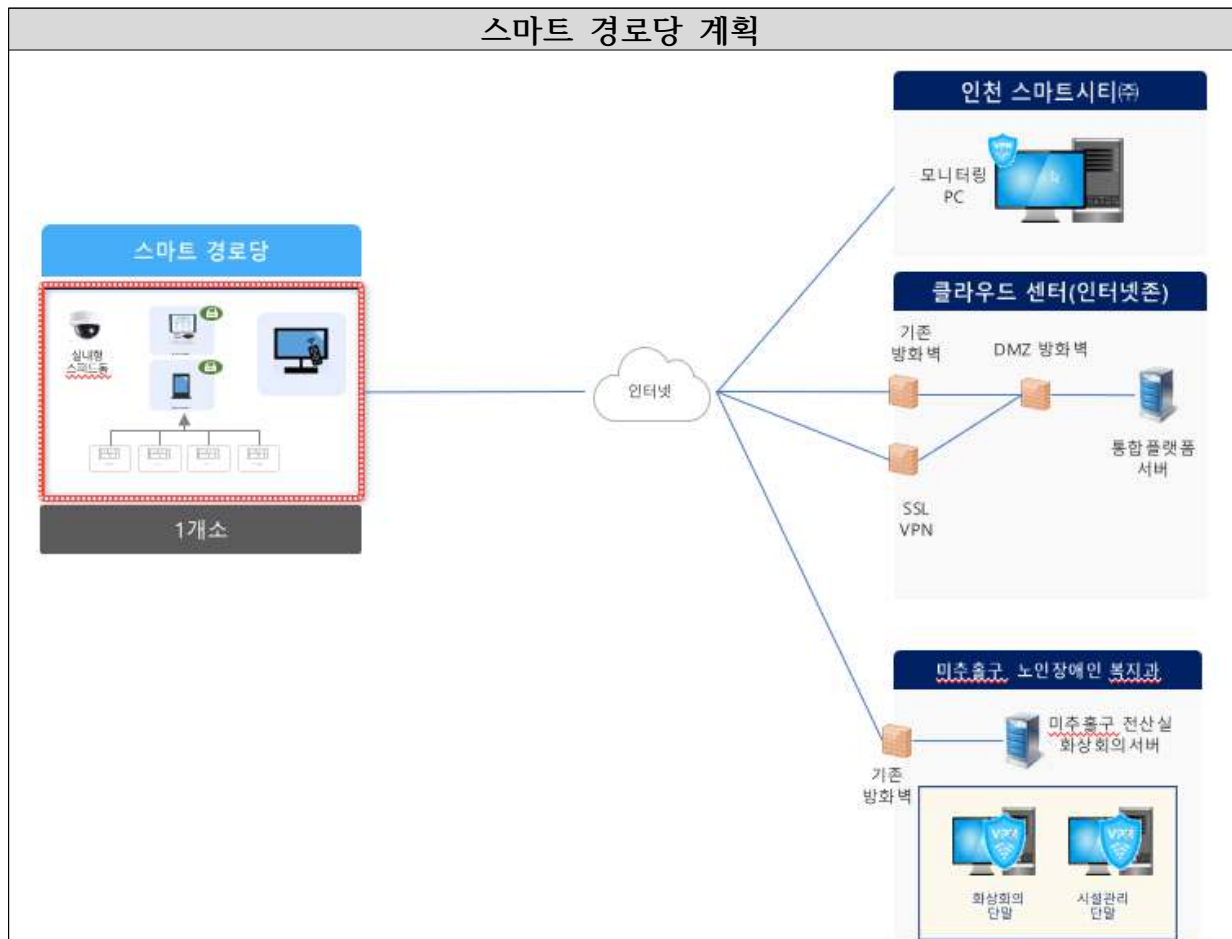 스마트 경로당 계획
인천 스마트시티㈜
모니터링
PC
스마트 경로당
실내형
스피드돔
1개소
인터넷
클라우드 센터(인터넷존)
기존
방화벽
DMZ 방화벽
통합플랫폼
서버
SSL
VPN
미추홀구 노인장애인 복지과
기존
방화벽
미추홀구 전산실
화상회의서버
VPN
VPN
화상회의
단말
시설관리
단말